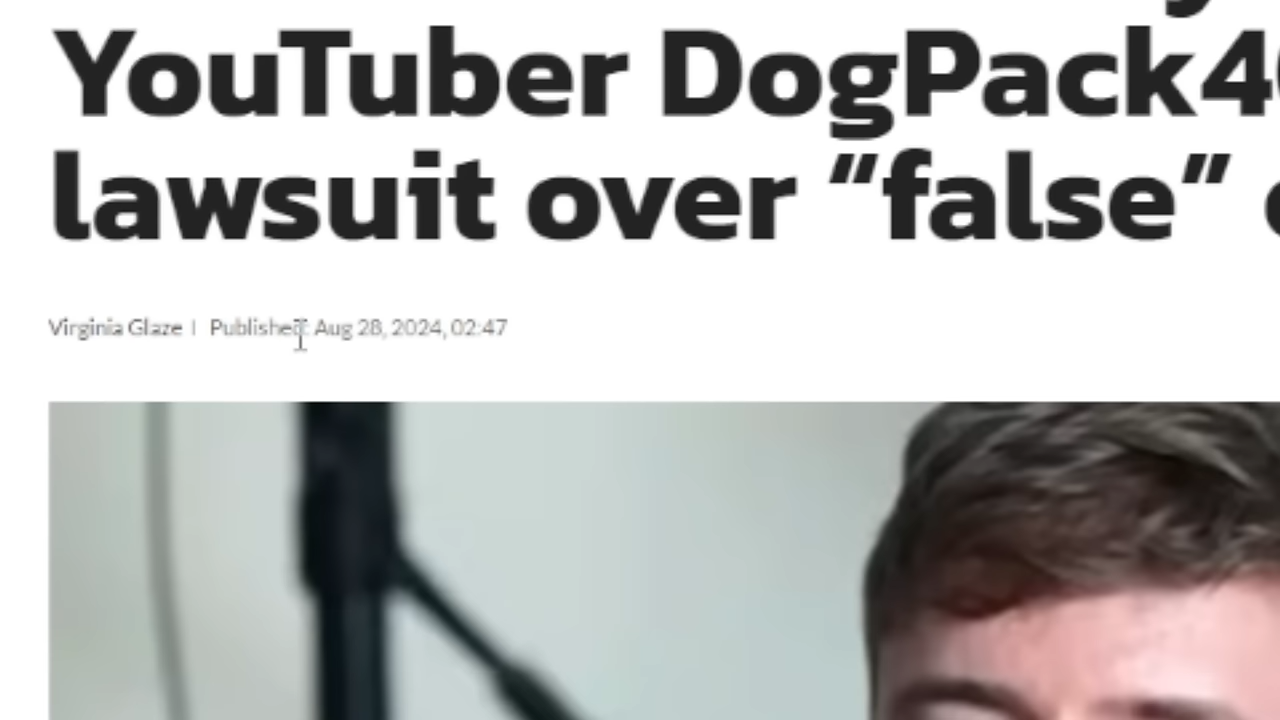 YouTuber DogPack4
lawsuit over “false”
Virginia Glaze | Published: Aug 28, 2024, 02:47